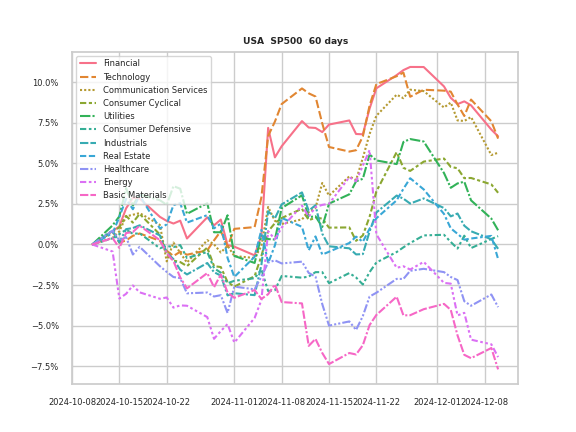 USA  SP500  60 days
Financial
Technology
Communication Services
Consumer Cyclical
Utilities
Consumer Defensive
Industrials
Real Estate
Healthcare
Energy
Basic Materials
10.0%
7.5%
5.0%
2.5%
0.0%
−2.5%
−5.0%
−7.5%
2024-10-08 2024-10-15 2024-10-22 2024-11-01 2024-11-08 2024-11-15 2024-11-22 2024-12-01 2024-12-08